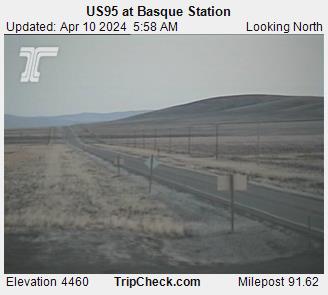 US95 at Basque Station
Updated: Apr 10 2024 5:58 AM Looking North
Elevation 4460 TripCheck.com Milepost 91.62